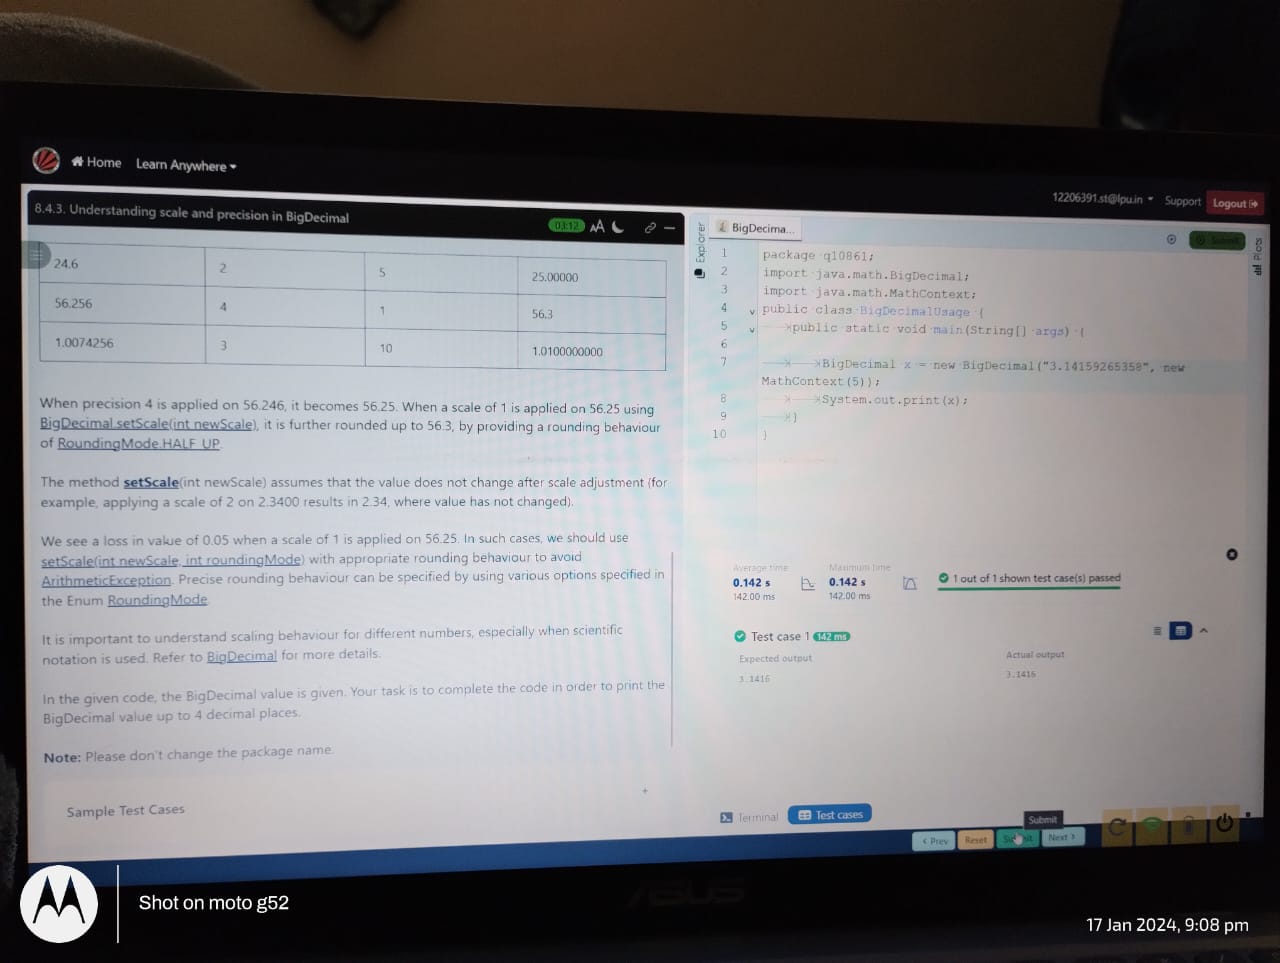 Home Learn Anywhere
12206391.st@lpu.in Support Logout
8.4.3. Understanding scale and precision in BigDecimal
03:12 AA
24.6 2 5 25.00000
56.256 4 1 56.3
1.0074256 3 10 1.0100000000
When precision 4 is applied on 56.246, it becomes 56.25. When a scale of 1 is applied on 56.25 using
BigDecimal.setScale(int newScale), it is further rounded up to 56.3, by providing a rounding behaviour
of RoundingMode.HALF_UP.
The method setScale(int newScale) assumes that the value does not change after scale adjustment (for
example, applying a scale of 2 on 2.3400 results in 2.34, where value has not changed).
We see a loss in value of 0.05 when a scale of 1 is applied on 56.25. In such cases, we should use
setScale(int newScale, int roundingMode) with appropriate rounding behaviour to avoid
ArithmeticException. Precise rounding behaviour can be specified by using various options specified in
the Enum RoundingMode.
It is important to understand scaling behaviour for different numbers, especially when scientific
notation is used. Refer to BigDecimal for more details.
In the given code, the BigDecimal value is given. Your task is to complete the code in order to print the
BigDecimal value up to 4 decimal places.
Note: Please don't change the package name.
Sample Test Cases
Explorer
BigDecima...
Submit
Plots
1 package q10861;
2 import java.math.BigDecimal;
3 import java.math.MathContext;
4 public class BigDecimalUsage {
5 public static void main(String[] args) {
6
7 BigDecimal x = new BigDecimal("3.14159265358", new
MathContext(5));
8 System.out.print(x);
9 }
10 }
Average time Maximum time
0.142 s 0.142 s 1 out of 1 shown test case(s) passed
142.00 ms 142.00 ms
Test case 1 142 ms
Expected output Actual output
3.1416 3.1416
Terminal Test cases
Submit
< Prev Reset Submit Next >
ASUS
Shot on moto g52
17 Jan 2024, 9:08 pm